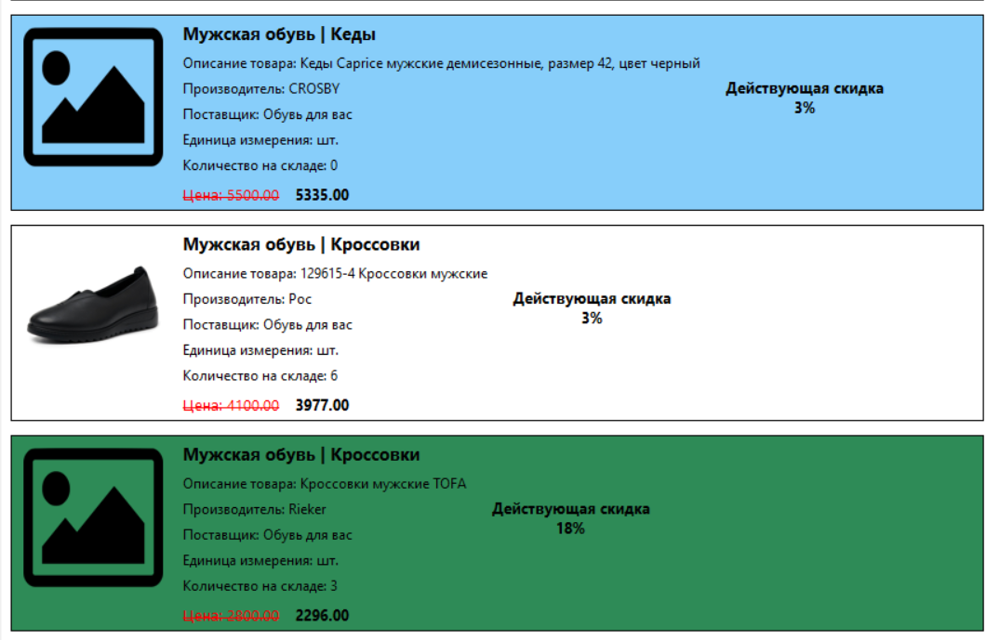 Мужская обувь | Кеды
Описание товара: Кеды Caprice мужские демисезонные, размер 42, цвет черный
Производитель: CROSBY
Поставщик: Обувь для вас
Единица измерения: шт.
Количество на складе: 0
Цена: 5500.00 5335.00
Действующая скидка
3%
Мужская обувь | Кроссовки
Описание товара: 129615-4 Кроссовки мужские
Производитель: Рос
Поставщик: Обувь для вас
Единица измерения: шт.
Количество на складе: 6
Цена: 4100.00 3977.00
Действующая скидка
3%
Мужская обувь | Кроссовки
Описание товара: Кроссовки мужские TOFA
Производитель: Rieker
Поставщик: Обувь для вас
Единица измерения: шт.
Количество на складе: 3
Цена: 2800.00 2296.00
Действующая скидка
18%